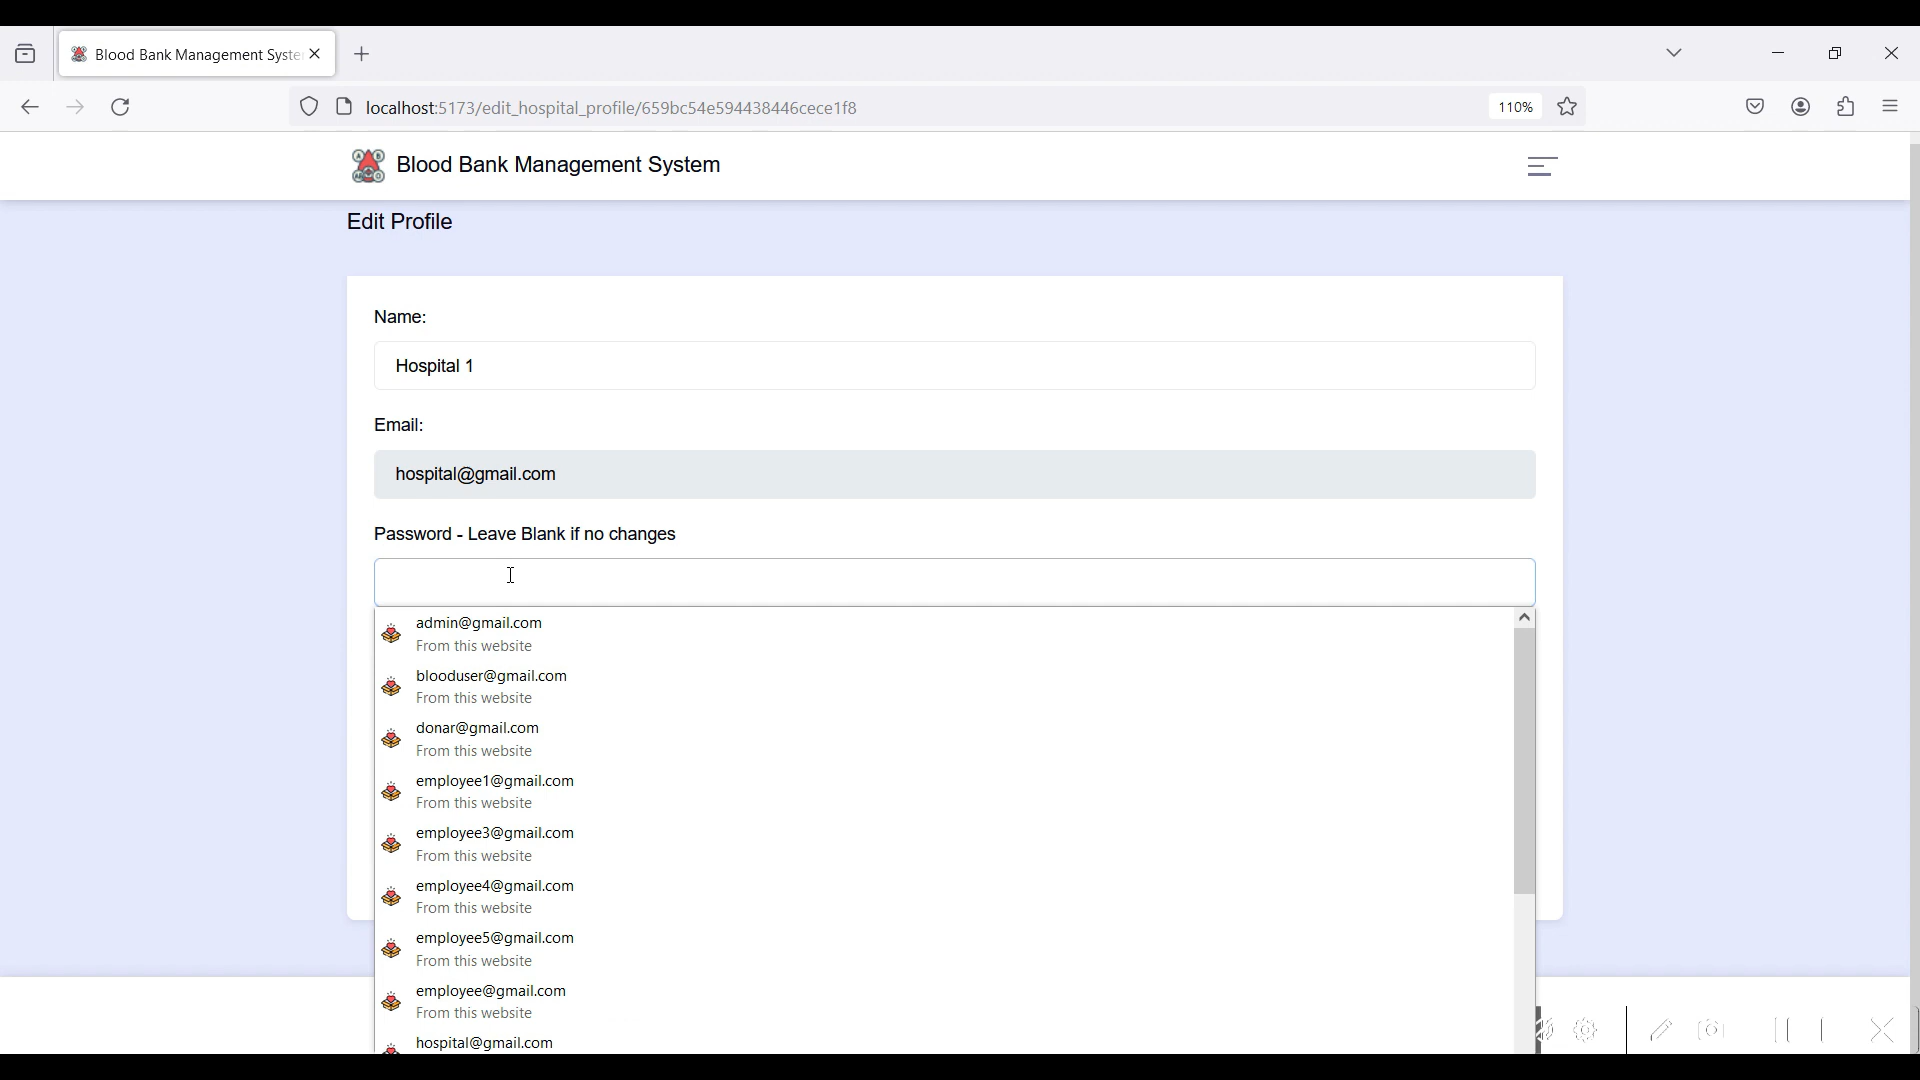 Blood Bank Management Syste
localhost:5173/edit_hospital_profile/659bc54e594438446cece1f8
110%
Blood Bank Management System
Edit Profile
Name:
Hospital 1
Email:
hospital@gmail.com
Password - Leave Blank if no changes
admin@gmail.com
From this website
blooduser@gmail.com
From this website
donar@gmail.com
From this website
employee1@gmail.com
From this website
employee3@gmail.com
From this website
employee4@gmail.com
From this website
employee5@gmail.com
From this website
employee@gmail.com
From this website
hospital@gmail.com